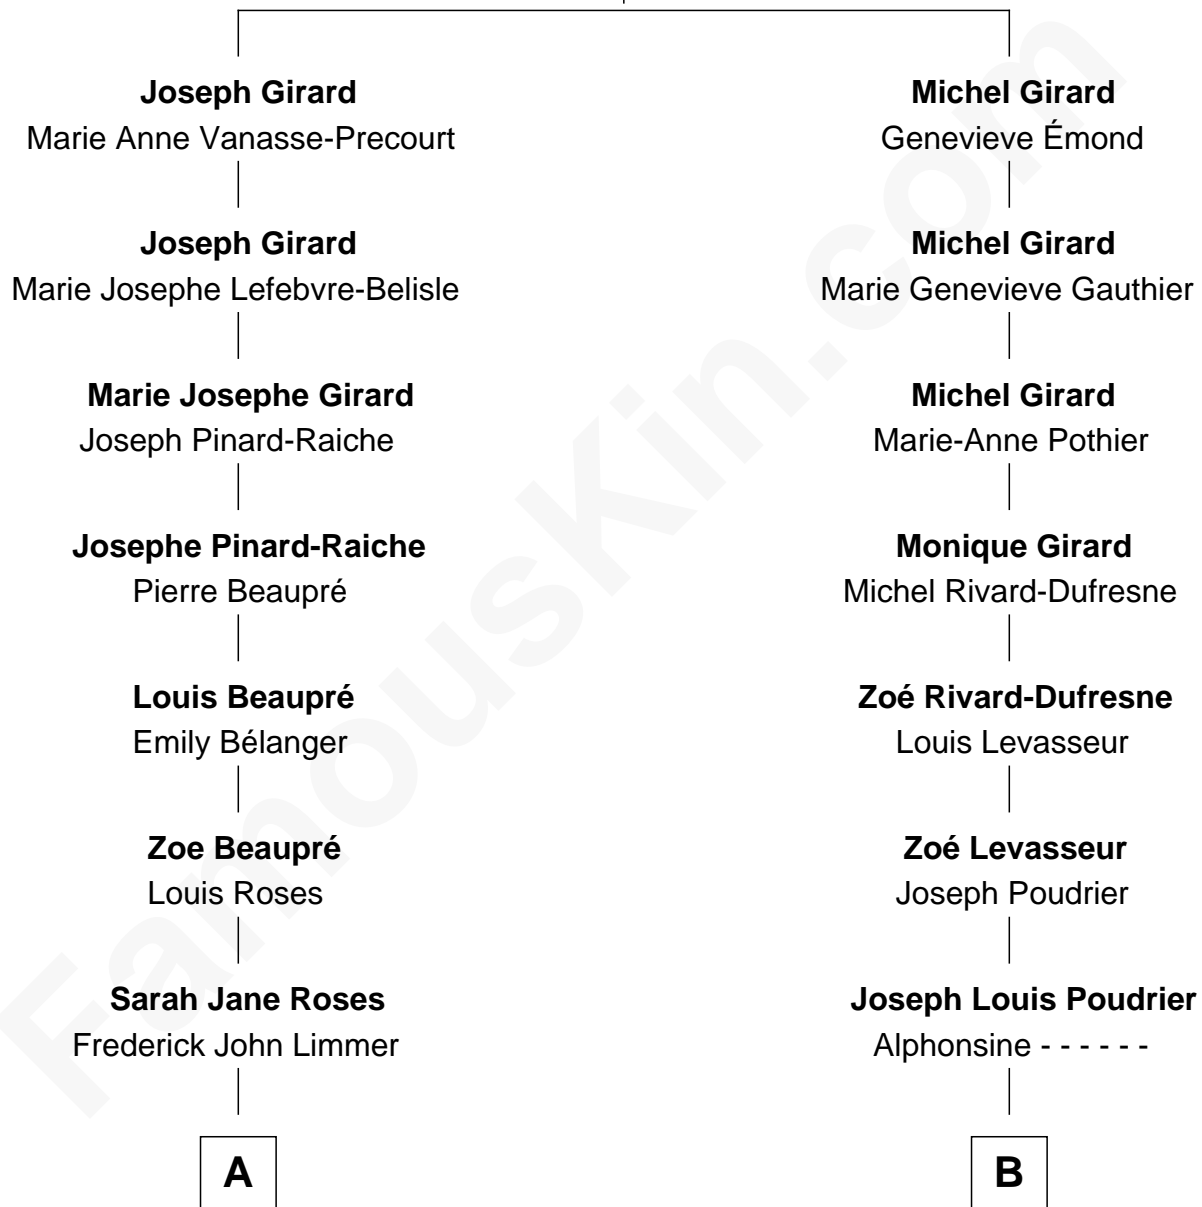 Joseph Girard
Marie Anne Vanasse-Precourt
Michel Girard
Genevieve Émond
Joseph Girard
Marie Josephe Lefebvre-Belisle
Michel Girard
Marie Genevieve Gauthier
Marie Josephe Girard
Joseph Pinard-Raiche
Michel Girard
Marie-Anne Pothier
Josephe Pinard-Raiche
Pierre Beaupré
Monique Girard
Michel Rivard-Dufresne
Louis Beaupré
Emily Bélanger
Zoé Rivard-Dufresne
Louis Levasseur
Zoe Beaupré
Louis Roses
Zoé Levasseur
Joseph Poudrier
Sarah Jane Roses
Frederick John Limmer
Joseph Louis Poudrier
Alphonsine - - - - - -
A
B
FamousKin.com